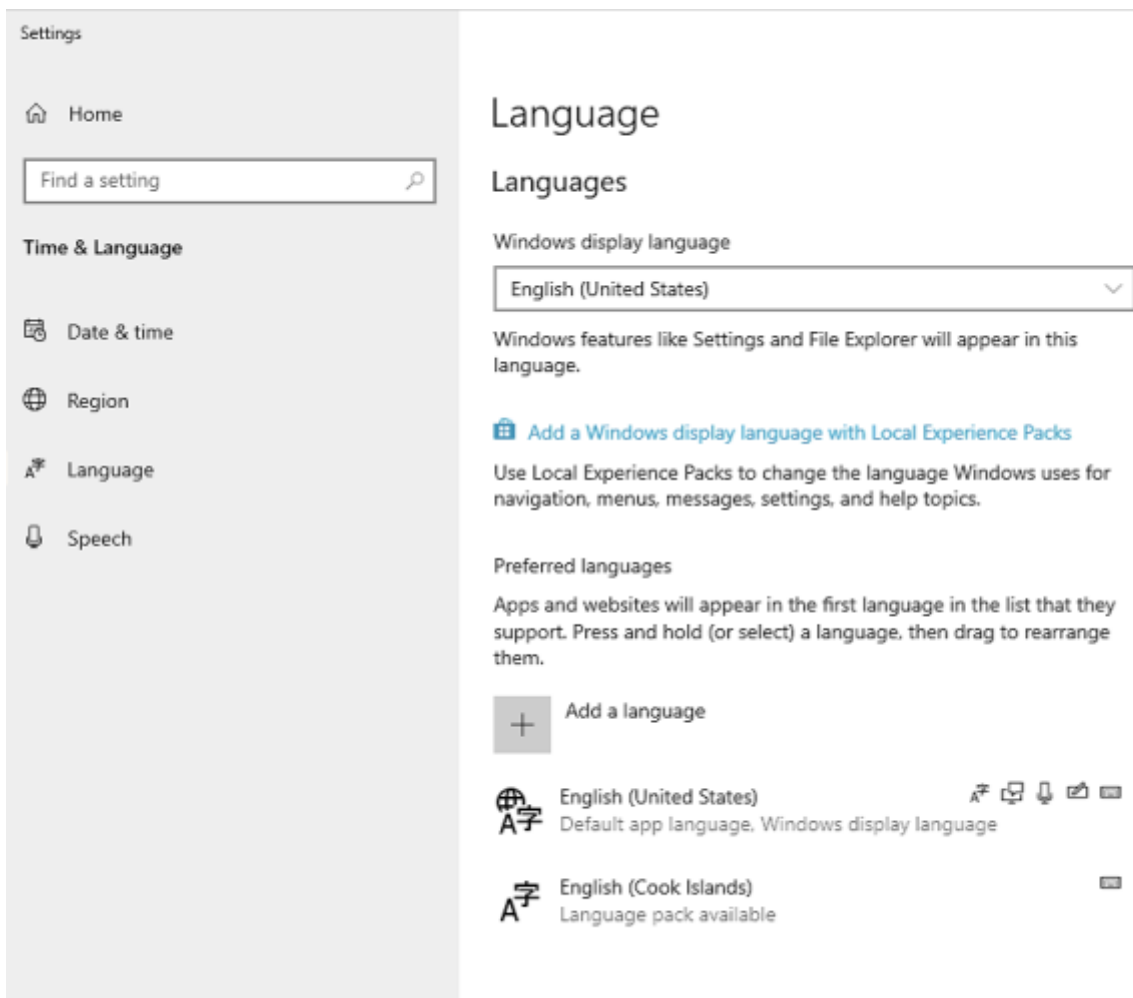 Settings
Home
Find a setting
Time & Language
Date & time
Region
Language
Speech
Language
Languages
Windows display language
English (United States)
Windows features like Settings and File Explorer will appear in this
language.
Add a Windows display language with Local Experience Packs
Use Local Experience Packs to change the language Windows uses for
navigation, menus, messages, settings, and help topics.
Preferred languages
Apps and websites will appear in the first language in the list that they
support. Press and hold (or select) a language, then drag to rearrange
them.
Add a language
English (United States)
Default app language, Windows display language
English (Cook Islands)
Language pack available